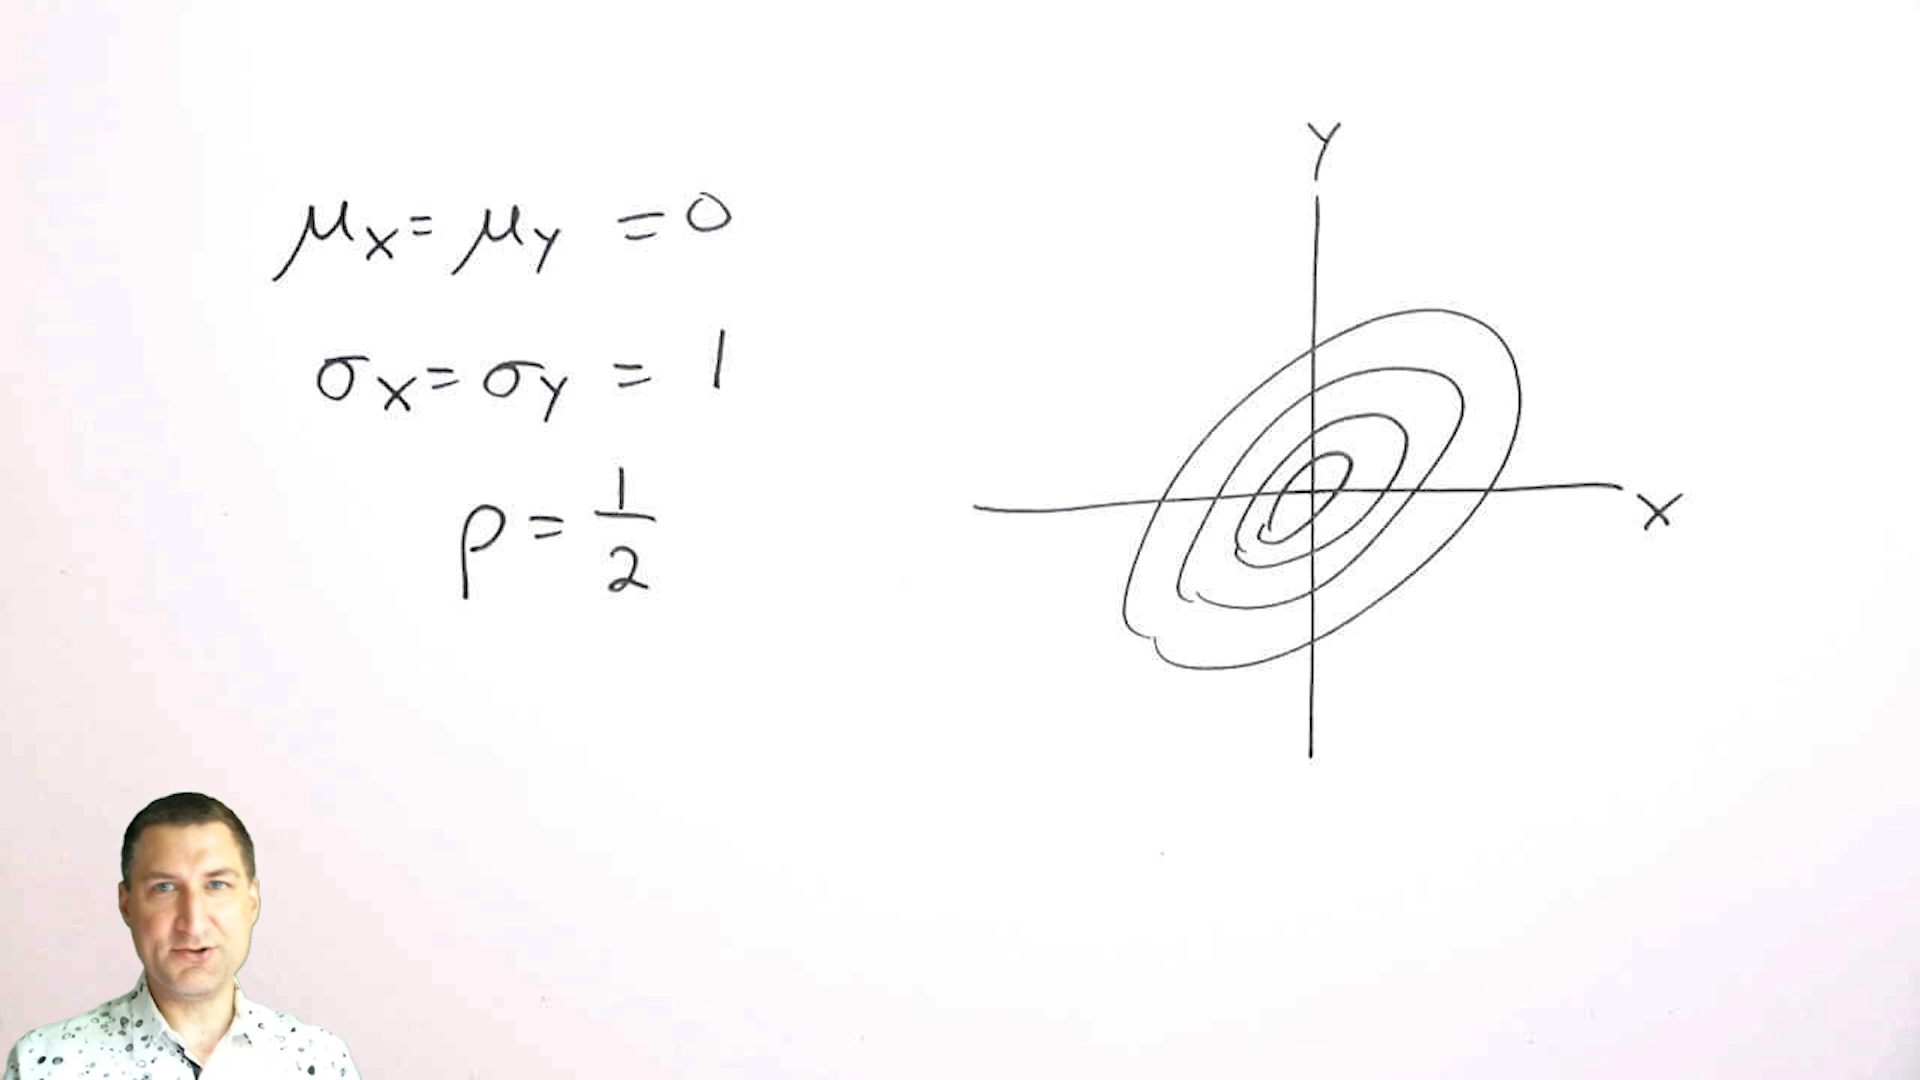 μx = μy = 0
σx = σy = 1
ρ = 1/2
Y
X